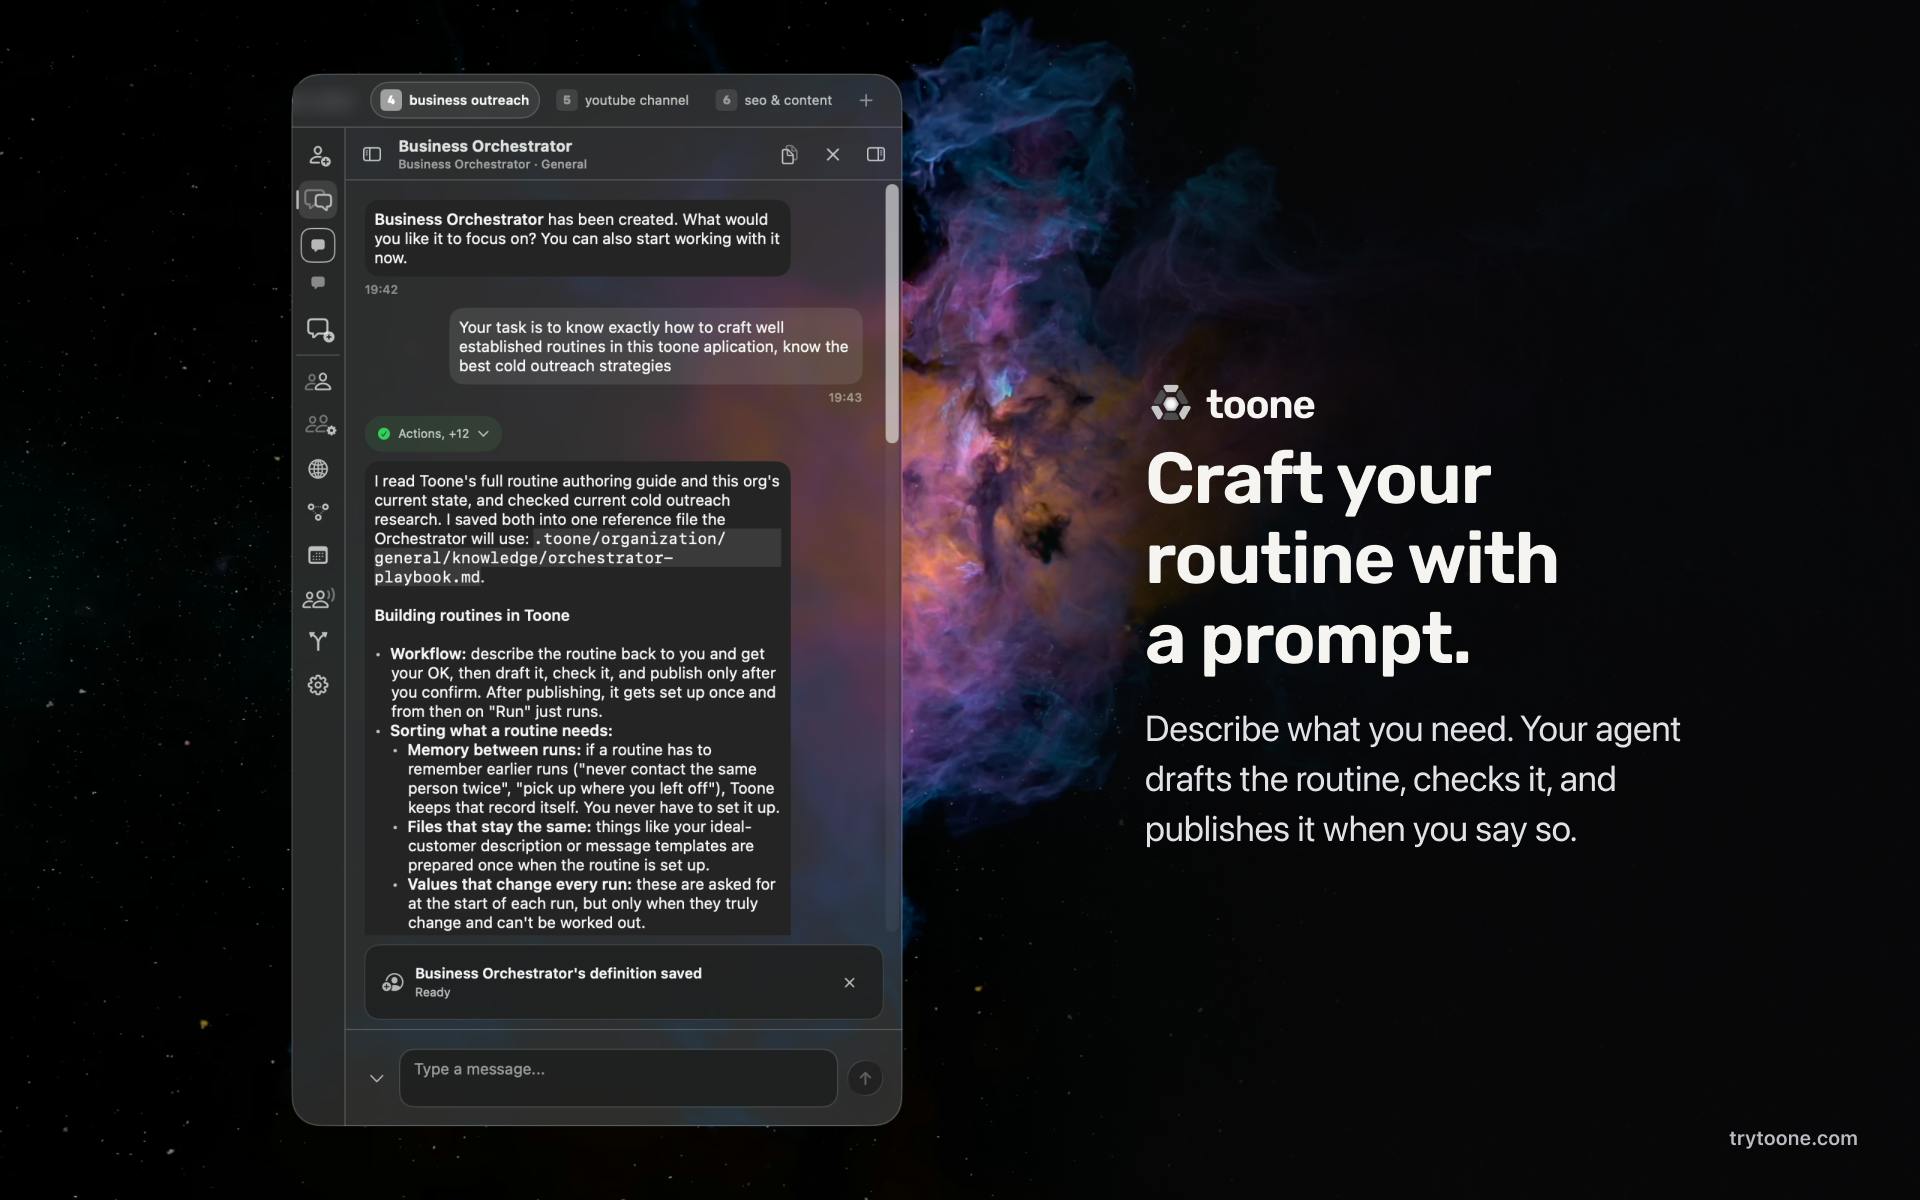 4 business outreach
5 youtube channel
6 seo & content
Business Orchestrator
Business Orchestrator · General
Business Orchestrator has been created. What would
you like it to focus on? You can also start working with it
now.
19:42
Your task is to know exactly how to craft well
established routines in this toone aplication, know the
best cold outreach strategies
19:43
Actions, +12
I read Toone's full routine authoring guide and this org's
current state, and checked current cold outreach
research. I saved both into one reference file the
Orchestrator will use: .toone/organization/
general/knowledge/orchestrator-
playbook.md.
Building routines in Toone
• Workflow: describe the routine back to you and get
your OK, then draft it, check it, and publish only after
you confirm. After publishing, it gets set up once and
from then on "Run" just runs.
• Sorting what a routine needs:
• Memory between runs: if a routine has to
remember earlier runs ("never contact the same
person twice", "pick up where you left off"), Toone
keeps that record itself. You never have to set it up.
• Files that stay the same: things like your ideal-
customer description or message templates are
prepared once when the routine is set up.
• Values that change every run: these are asked for
at the start of each run, but only when they truly
change and can't be worked out.
Business Orchestrator's definition saved
Ready
Type a message...
toone
Craft your
routine with
a prompt.
Describe what you need. Your agent
drafts the routine, checks it, and
publishes it when you say so.
trytoone.com